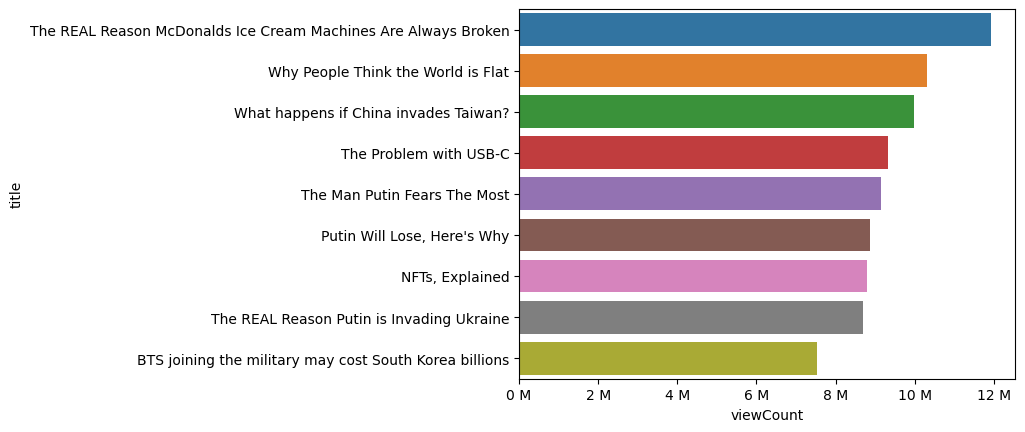 The REAL Reason McDonalds Ice Cream Machines Are Always Broken
Why People Think the World is Flat
What happens if China invades Taiwan?
The Problem with USB-C
The Man Putin Fears The Most
Putin Will Lose, Here's Why
NFTs, Explained
The REAL Reason Putin is Invading Ukraine
BTS joining the military may cost South Korea billions
title
0 M 2 M 4 M 6 M 8 M 10 M 12 M
viewCount